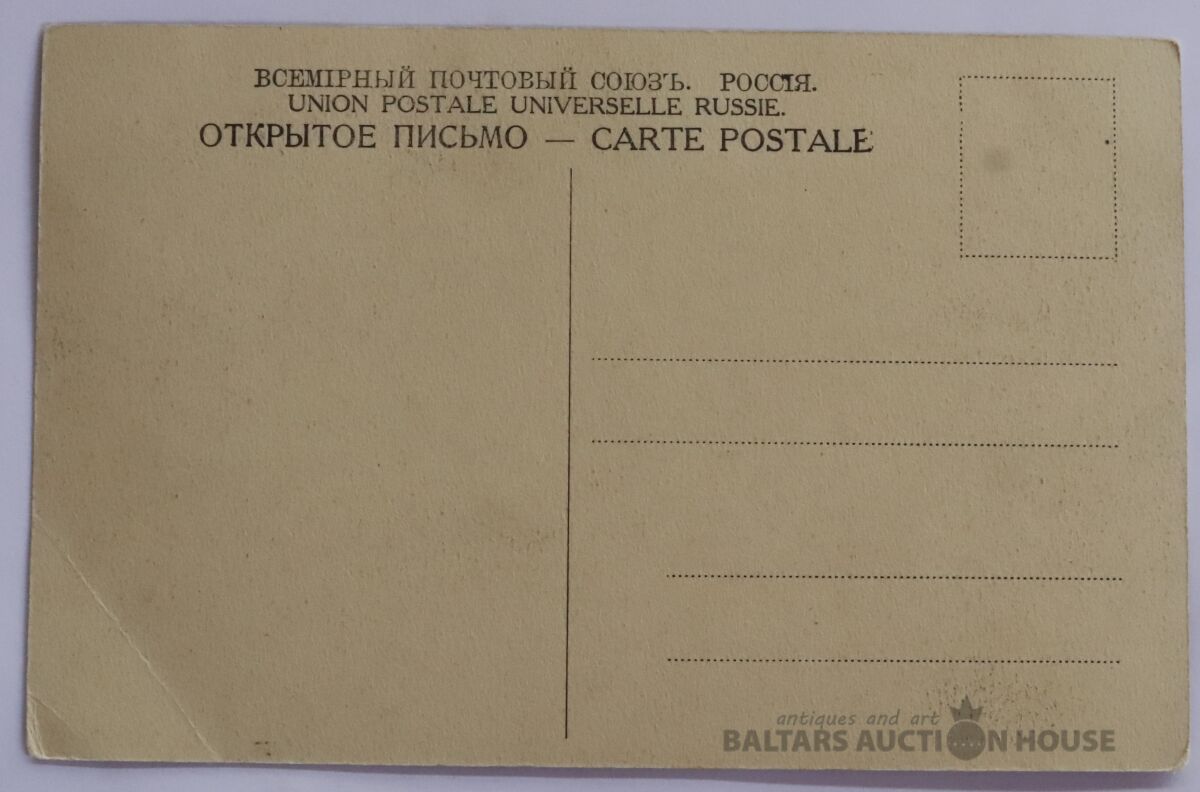 ВСЕМІРНЫЙ ПОЧТОВЫЙ СОЮЗЪ. РОССІЯ.
UNION POSTALE UNIVERSELLE RUSSIE.
ОТКРЫТОЕ ПИСЬМО — CARTE POSTALE
antiques and art
BALTARS AUCTION HOUSE